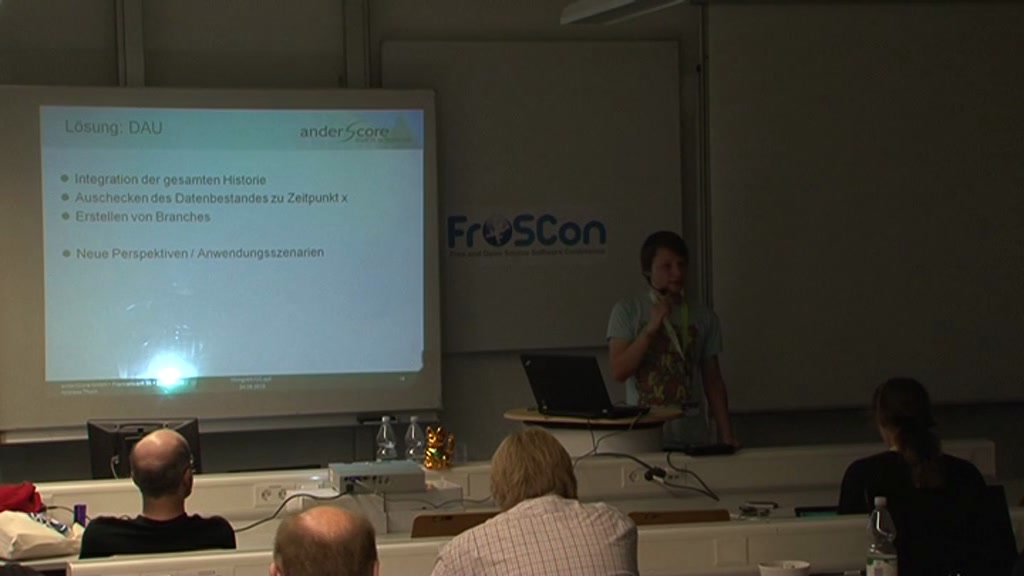 Lösung: DAU
anderScore
Integration der gesamten Historie
Auschecken des Datenbestandes zu Zeitpunkt x
Erstellen von Branches
Neue Perspektiven / Anwendungsszenarien
FrOSCon
Free and Open Source Software Conference